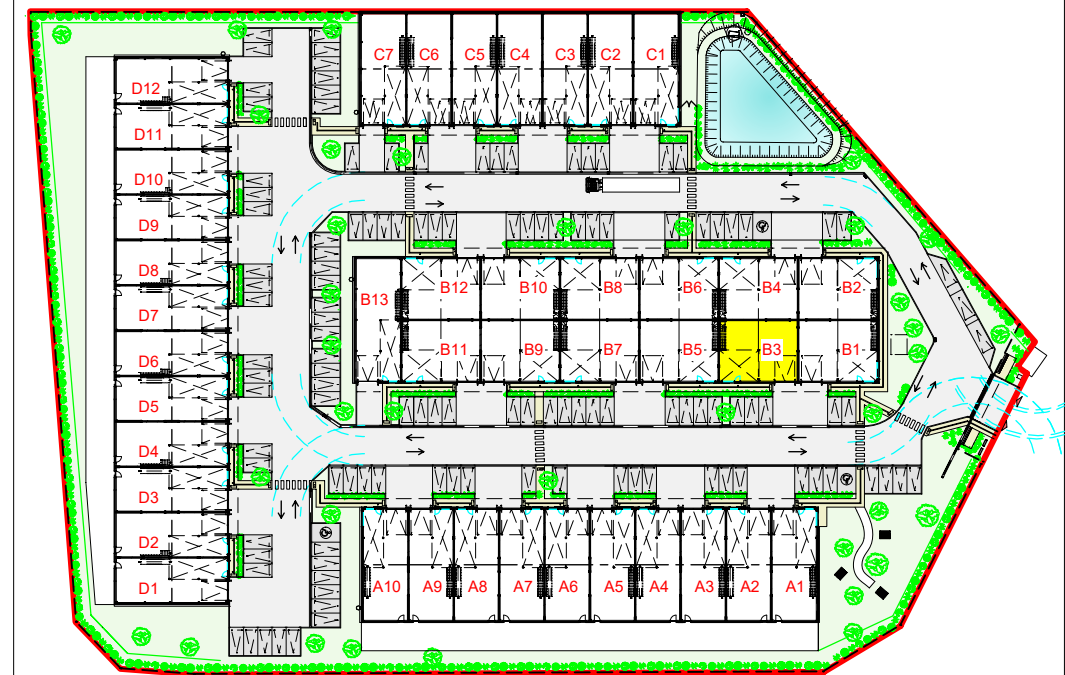 C7 C6 C5 C4 C3 C2 C1
D12
D11
D10
D9
D8
D7
D6
D5
D4
D3
D2
D1
B13 B12 B10 B8 B6 B4 B2
B11 B9 B7 B5 B3 B1
A10 A9 A8 A7 A6 A5 A4 A3 A2 A1